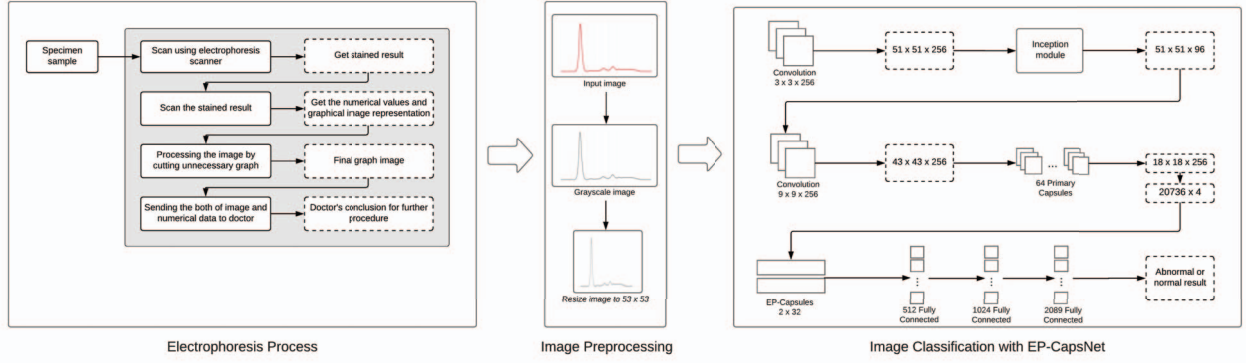 Specimen
sample
Scan using electrophoresis
scanner
Get stained result
Scan the stained result
Get the numerical values and
graphical image representation
Processing the image by
cutting unnecessary graph
Final graph image
Sending the both of image and
numerical data to doctor
Doctor's conclusion for further
procedure
Electrophoresis Process
Input image
Grayscale image
Resize image to 53 x 53
Image Preprocessing
Convolution
3 x 3 x 256
51 x 51 x 256
Inception
module
51 x 51 x 96
Convolution
9 x 9 x 256
43 x 43 x 256
...
64 Primary
Capsules
18 x 18 x 256
20736 x 4
EP-Capsules
2 x 32
512 Fully
Connected
1024 Fully
Connected
2089 Fully
Connected
Abnormal or
normal result
Image Classification with EP-CapsNet